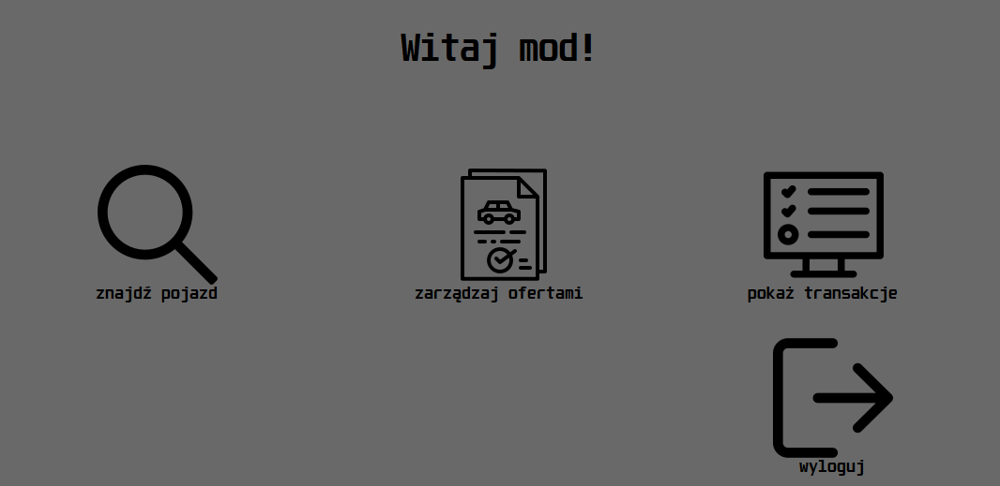 Witaj mod!
znajdź pojazd
zarządzaj ofertami
pokaż transakcje
wyloguj